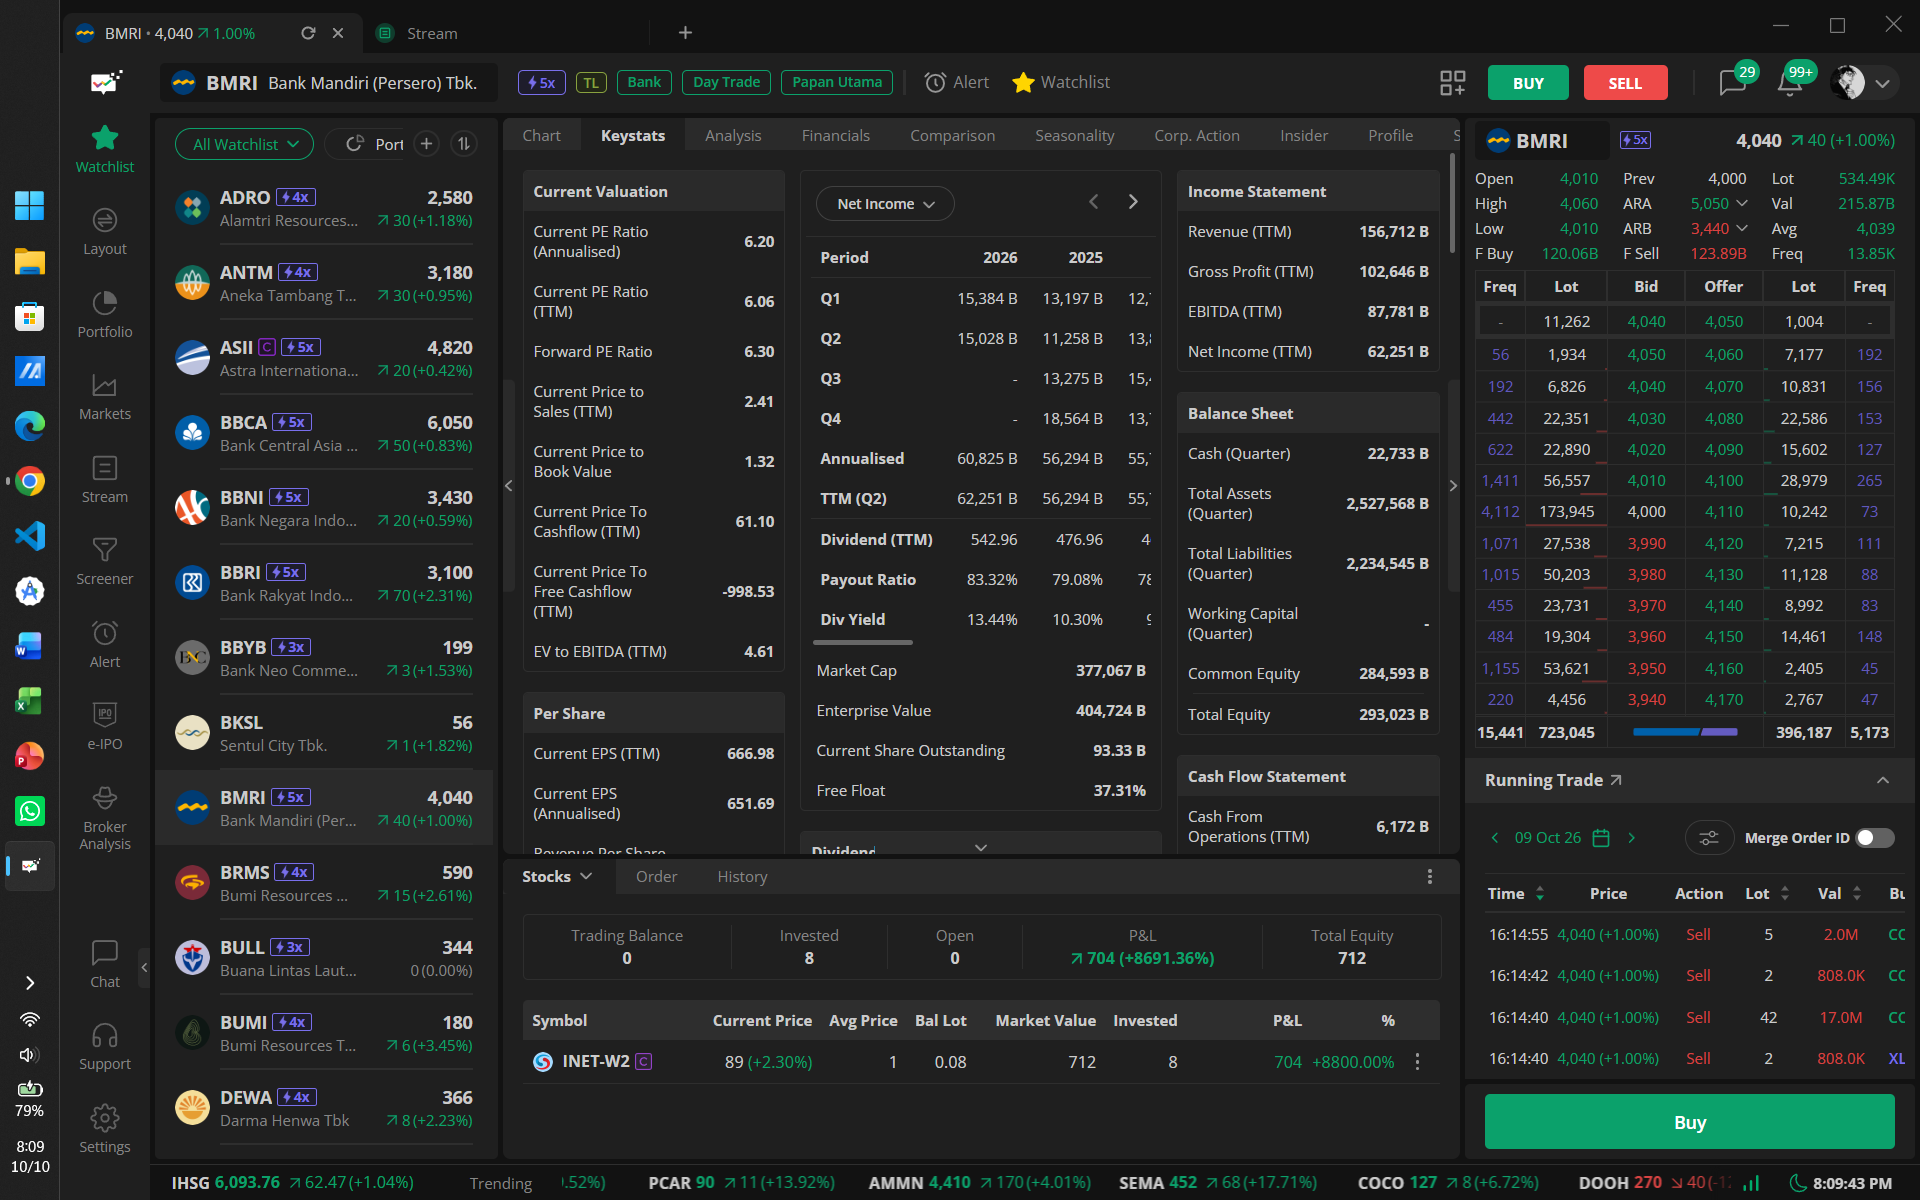 BMRI • 4,040 ↗ 1.00%
Stream
BMRI Bank Mandiri (Persero) Tbk.
5x TL Bank Day Trade Papan Utama
Alert Watchlist
BUY SELL
29 99+
Watchlist
Layout
Portfolio
Markets
Stream
Screener
Alert
e-IPO
Broker
Analysis
Chat
Support
Settings
79%
8:09
10/10
All Watchlist Port
ADRO 4x 2,580
Alamtri Resources... ↗ 30 (+1.18%)
ANTM 4x 3,180
Aneka Tambang T... ↗ 30 (+0.95%)
ASII C 5x 4,820
Astra Internationa... ↗ 20 (+0.42%)
BBCA 5x 6,050
Bank Central Asia ... ↗ 50 (+0.83%)
BBNI 5x 3,430
Bank Negara Indo... ↗ 20 (+0.59%)
BBRI 5x 3,100
Bank Rakyat Indo... ↗ 70 (+2.31%)
BBYB 3x 199
Bank Neo Comme... ↗ 3 (+1.53%)
BKSL 56
Sentul City Tbk. ↗ 1 (+1.82%)
BMRI 5x 4,040
Bank Mandiri (Per... ↗ 40 (+1.00%)
BRMS 4x 590
Bumi Resources ... ↗ 15 (+2.61%)
BULL 3x 344
Buana Lintas Laut... 0 (0.00%)
BUMI 4x 180
Bumi Resources T... ↗ 6 (+3.45%)
DEWA 4x 366
Darma Henwa Tbk ↗ 8 (+2.23%)
Chart Keystats Analysis Financials Comparison Seasonality Corp. Action Insider Profile S
Current Valuation
Current PE Ratio
(Annualised) 6.20
Current PE Ratio
(TTM) 6.06
Forward PE Ratio 6.30
Current Price to
Sales (TTM) 2.41
Current Price to
Book Value 1.32
Current Price To
Cashflow (TTM) 61.10
Current Price To
Free Cashflow
(TTM) -998.53
EV to EBITDA (TTM) 4.61
Per Share
Current EPS (TTM) 666.98
Current EPS
(Annualised) 651.69
Revenue Per Share
Net Income
Period 2026 2025
Q1 15,384 B 13,197 B 12,
Q2 15,028 B 11,258 B 13,
Q3 - 13,275 B 15,
Q4 - 18,564 B 13,
Annualised 60,825 B 56,294 B 55,
TTM (Q2) 62,251 B 56,294 B 55,
Dividend (TTM) 542.96 476.96 4
Payout Ratio 83.32% 79.08% 78
Div Yield 13.44% 10.30% 9
Market Cap 377,067 B
Enterprise Value 404,724 B
Current Share Outstanding 93.33 B
Free Float 37.31%
Dividend
Income Statement
Revenue (TTM) 156,712 B
Gross Profit (TTM) 102,646 B
EBITDA (TTM) 87,781 B
Net Income (TTM) 62,251 B
Balance Sheet
Cash (Quarter) 22,733 B
Total Assets
(Quarter) 2,527,568 B
Total Liabilities
(Quarter) 2,234,545 B
Working Capital
(Quarter) -
Common Equity 284,593 B
Total Equity 293,023 B
Cash Flow Statement
Cash From
Operations (TTM) 6,172 B
Stocks Order History
Trading Balance Invested Open P&L Total Equity
0 8 0 ↗ 704 (+8691.36%) 712
Symbol Current Price Avg Price Bal Lot Market Value Invested P&L %
INET-W2 C 89 (+2.30%) 1 0.08 712 8 704 +8800.00%
BMRI 5x 4,040 ↗ 40 (+1.00%)
Open 4,010 Prev 4,000 Lot 534.49K
High 4,060 ARA 5,050 Val 215.87B
Low 4,010 ARB 3,440 Avg 4,039
F Buy 120.06B F Sell 123.89B Freq 13.85K
Freq Lot Bid Offer Lot Freq
- 11,262 4,040 4,050 1,004 -
56 1,934 4,050 4,060 7,177 192
192 6,826 4,040 4,070 10,831 156
442 22,351 4,030 4,080 22,586 153
622 22,890 4,020 4,090 15,602 127
1,411 56,557 4,010 4,100 28,979 265
4,112 173,945 4,000 4,110 10,242 73
1,071 27,538 3,990 4,120 7,215 111
1,015 50,203 3,980 4,130 11,128 88
455 23,731 3,970 4,140 8,992 83
484 19,304 3,960 4,150 14,461 148
1,155 53,621 3,950 4,160 2,405 45
220 4,456 3,940 4,170 2,767 47
15,441 723,045 396,187 5,173
Running Trade ↗
09 Oct 26 Merge Order ID
Time Price Action Lot Val Bu
16:14:55 4,040 (+1.00%) Sell 5 2.0M CC
16:14:42 4,040 (+1.00%) Sell 2 808.0K CC
16:14:40 4,040 (+1.00%) Sell 42 17.0M CC
16:14:40 4,040 (+1.00%) Sell 2 808.0K XL
Buy
IHSG 6,093.76 ↗ 62.47 (+1.04%) Trending .52%) PCAR 90 ↗ 11 (+13.92%) AMMN 4,410 ↗ 170 (+4.01%) SEMA 452 ↗ 68 (+17.71%) COCO 127 ↗ 8 (+6.72%) DOOH 270 ↘ 40 (-12 8:09:43 PM